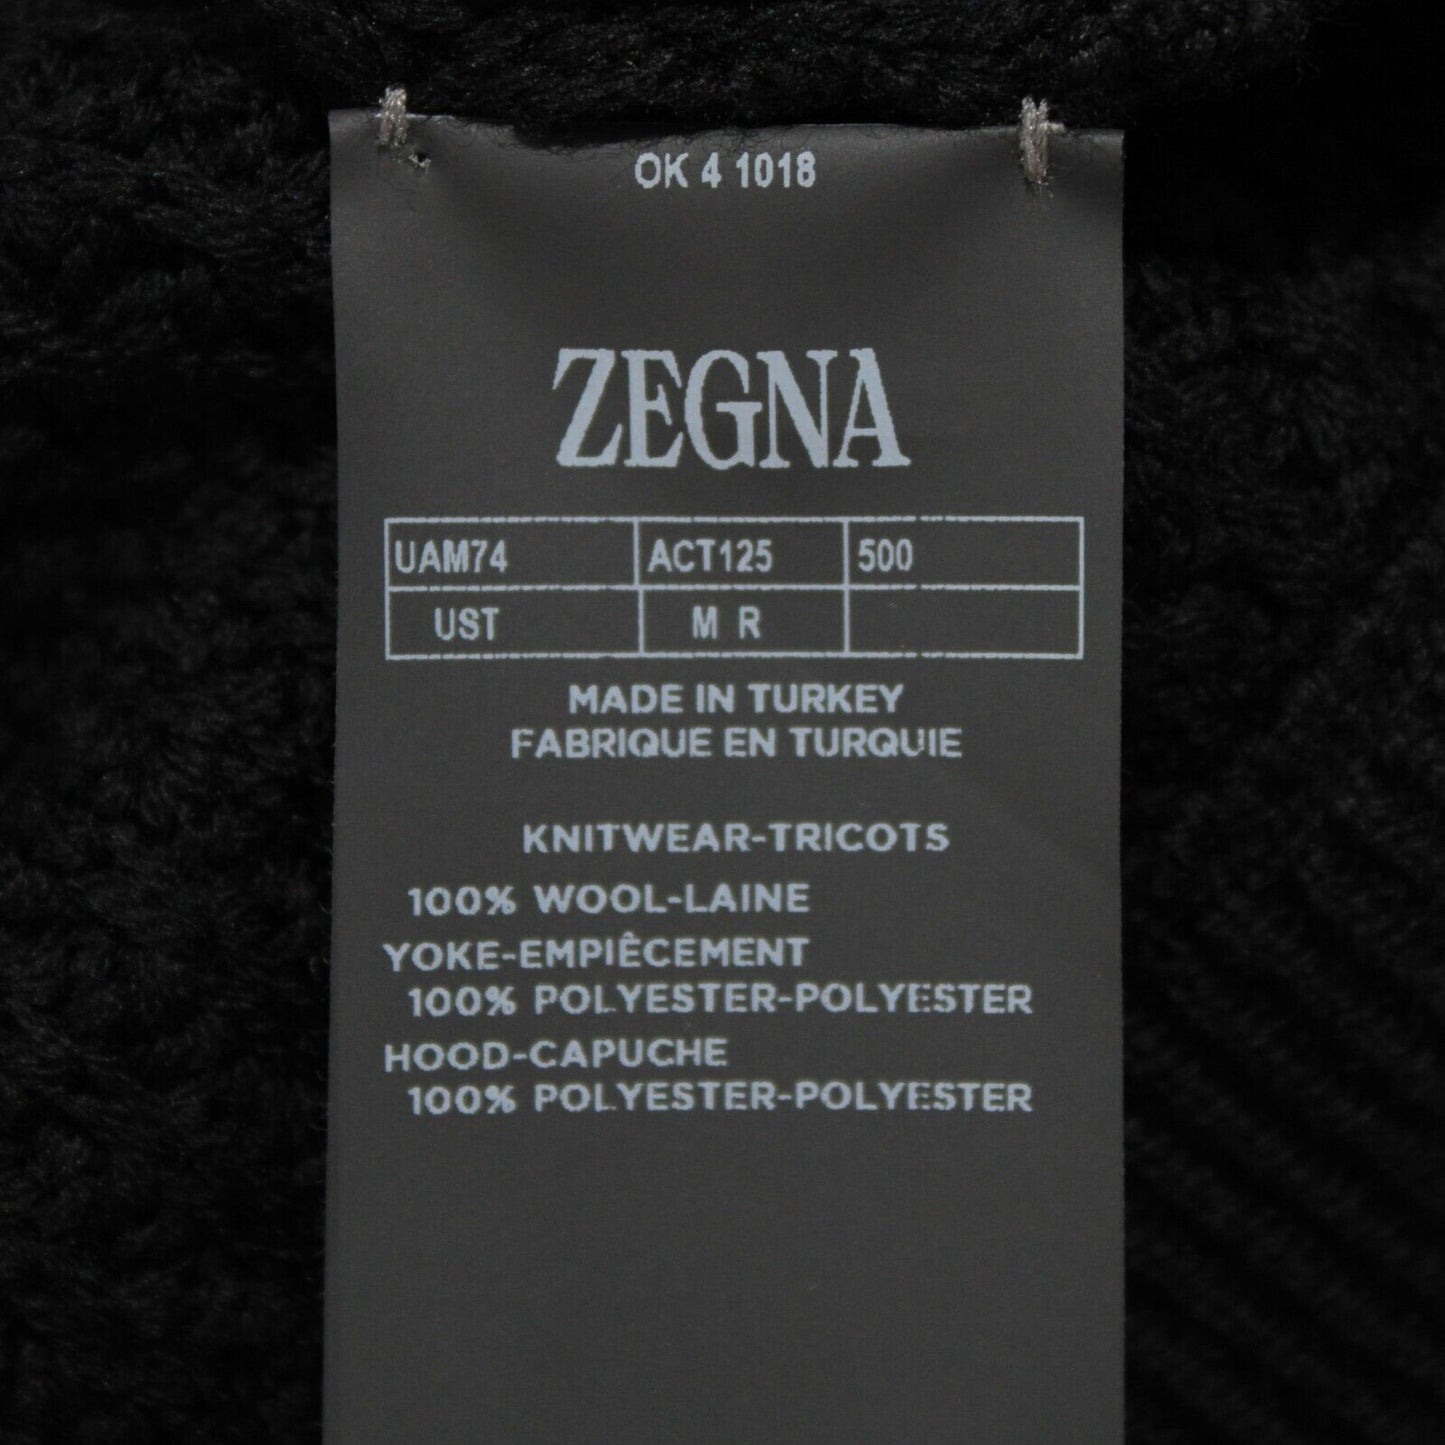 OK 4 1018
ZEGNA
UAM74 ACT125 500
UST M R
MADE IN TURKEY
FABRIQUE EN TURQUIE
KNITWEAR-TRICOTS
100% WOOL-LAINE
YOKE-EMPIÈCEMENT
100% POLYESTER-POLYESTER
HOOD-CAPUCHE
100% POLYESTER-POLYESTER